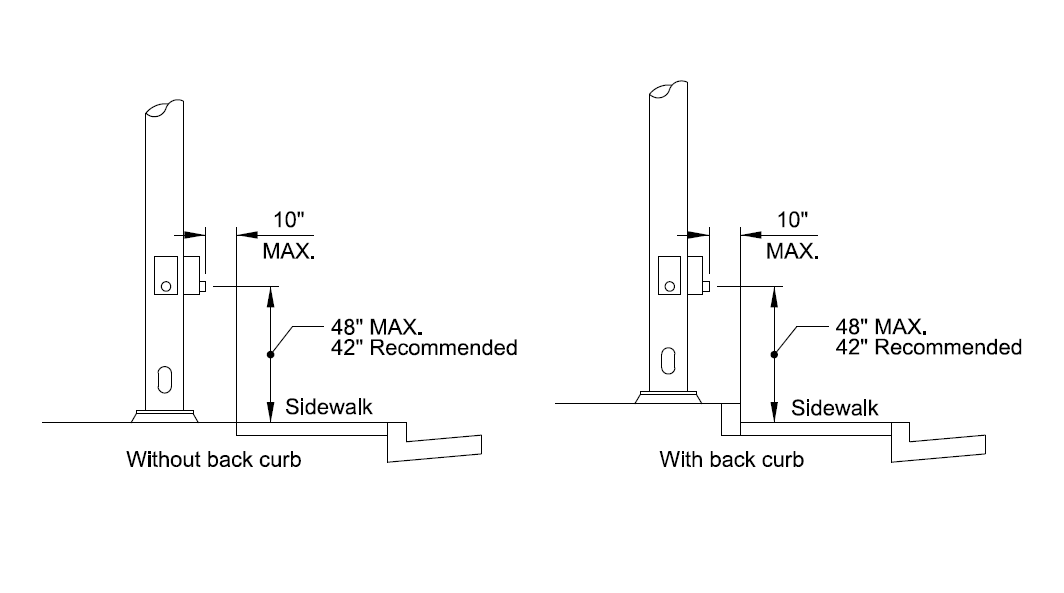 10"
MAX.
48" MAX.
42" Recommended
Sidewalk
Without back curb
10"
MAX.
48" MAX.
42" Recommended
Sidewalk
With back curb